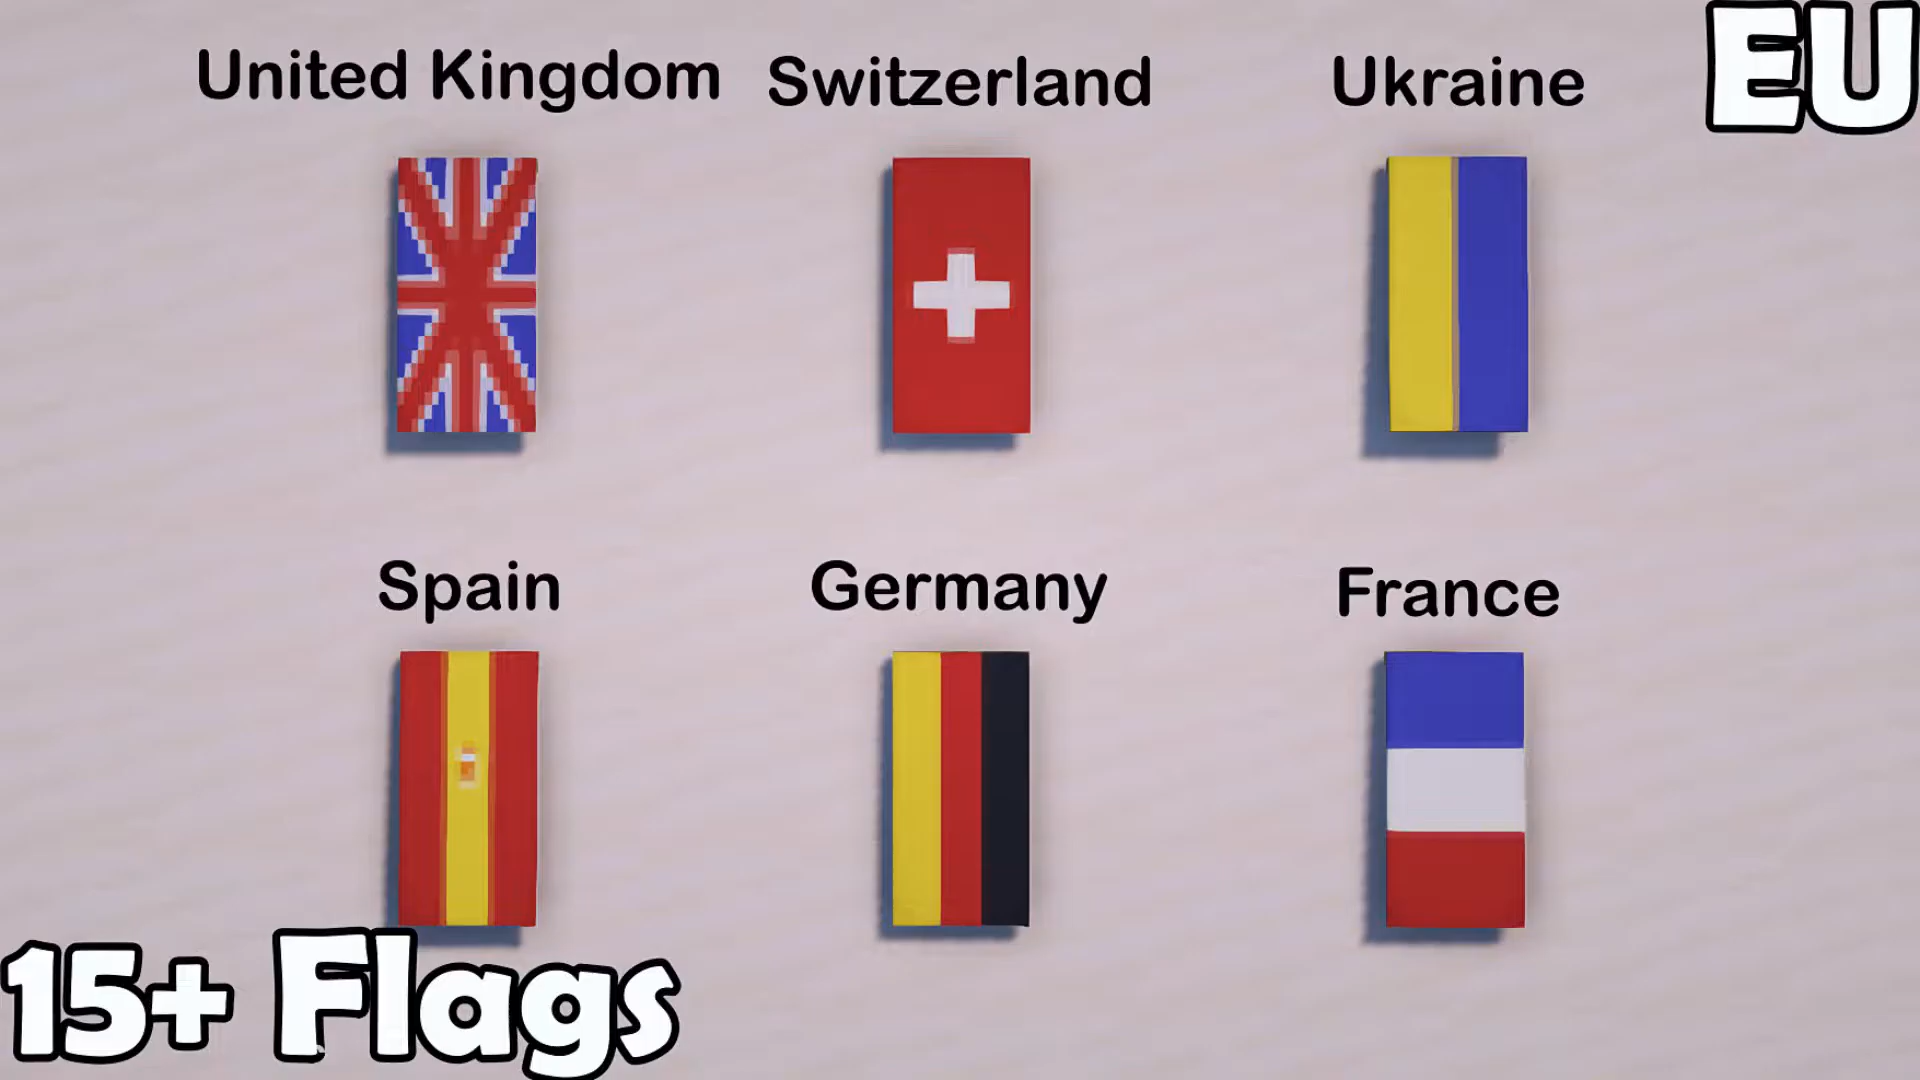 EU
United Kingdom
Switzerland
Ukraine
Spain
Germany
France
15+ Flags